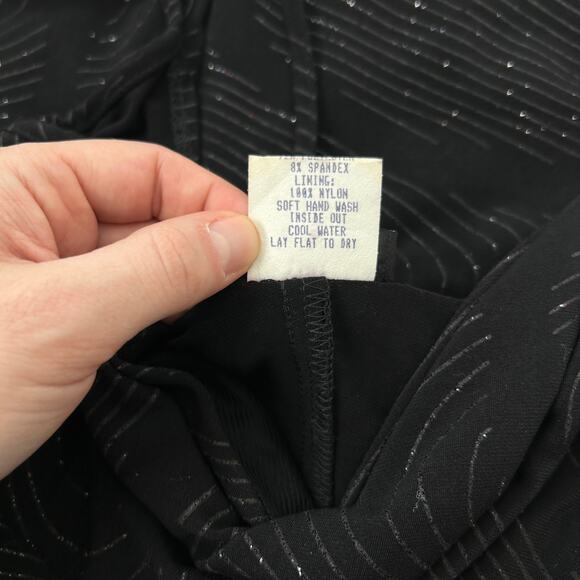 8% SPANDEX
LINING:
100% NYLON
SOFT HAND WASH
INSIDE OUT
COOL WATER
LAY FLAT TO DRY